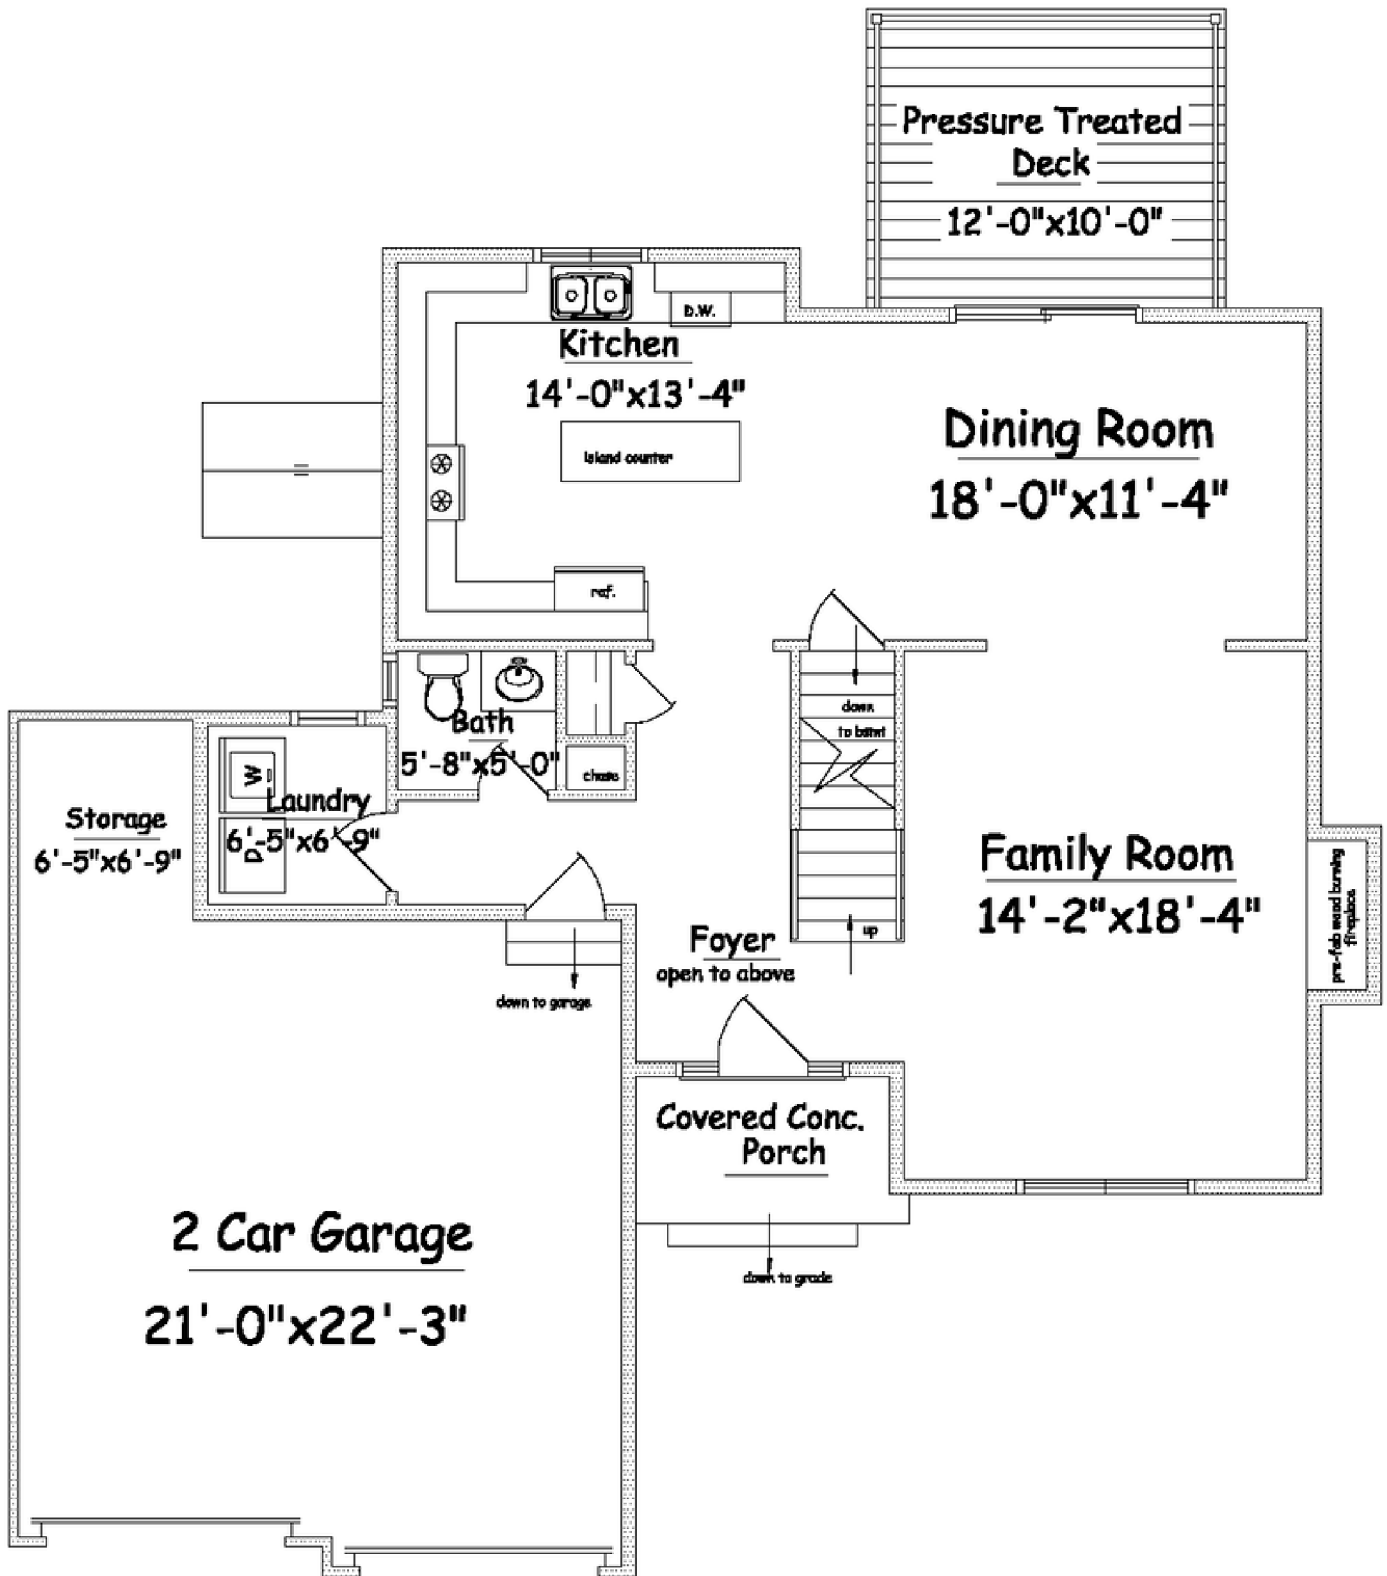 Pressure Treated
Deck
12'-0"x10'-0"
D.W.
Kitchen
14'-0"x13'-4"
Island counter
Dining Room
18'-0"x11'-4"
ref.
down
to bsmt
Bath
5'-8"x5'-0"
chase
W
Laundry
6'-5"x6'-9"
D
Storage
6'-5"x6'-9"
Family Room
14'-2"x18'-4"
pre-fab wood burning
fireplace
up
Foyer
open to above
down to garage
Covered Conc.
Porch
down to grade
2 Car Garage
21'-0"x22'-3"